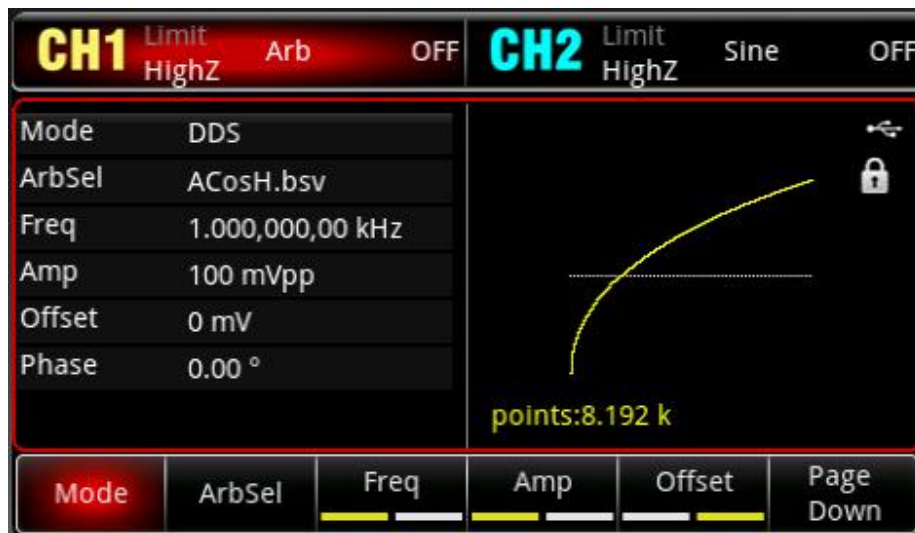 CH1 Limit HighZ Arb OFF CH2 Limit HighZ Sine OFF
Mode DDS
ArbSel ACosH.bsv
Freq 1.000,000,00 kHz
Amp 100 mVpp
Offset 0 mV
Phase 0.00 °
points:8.192 k
Mode ArbSel Freq Amp Offset Page Down